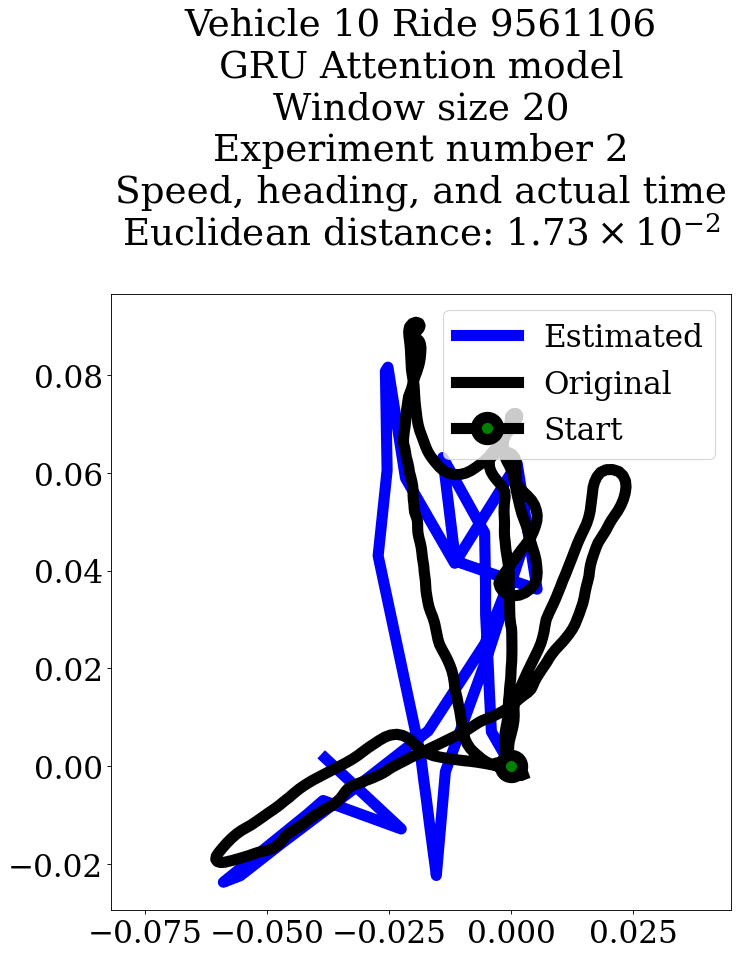 Vehicle 10 Ride 9561106
GRU Attention model
Window size 20
Experiment number 2
Speed, heading, and actual time
Euclidean distance: 1.73 × 10⁻²
Estimated
Original
Start
0.08
0.06
0.04
0.02
0.00
−0.02
−0.075 −0.050 −0.025 0.000 0.025